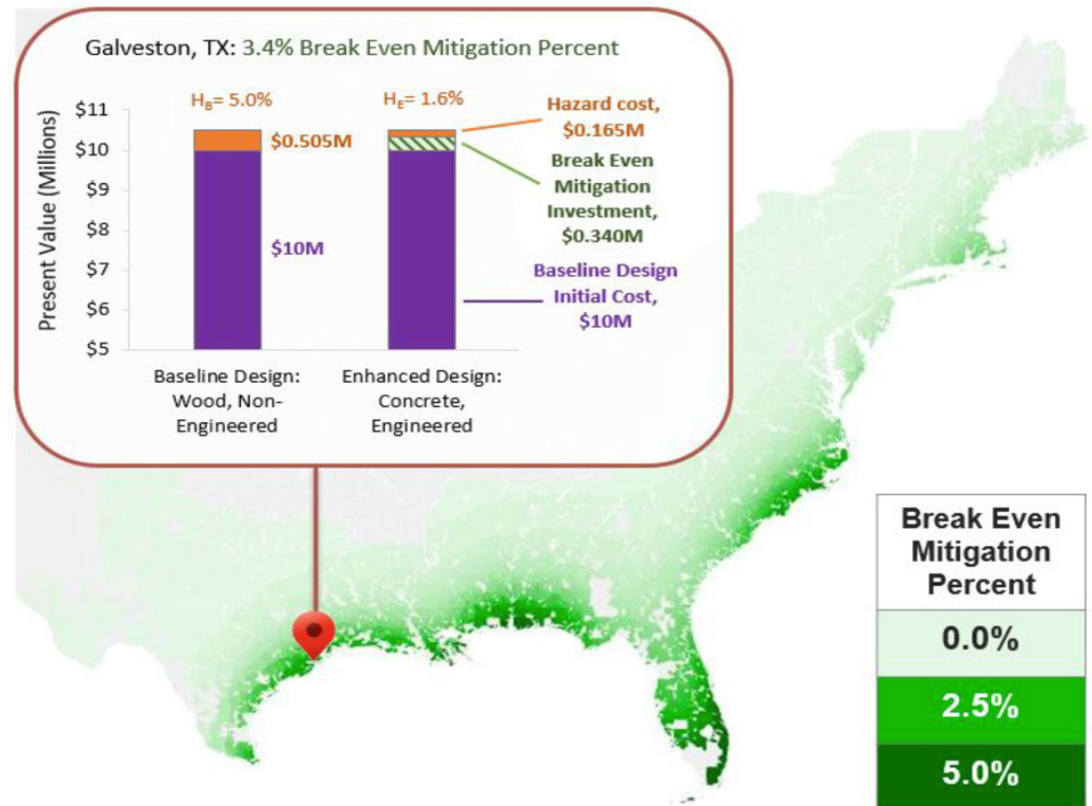 Galveston, TX: 3.4% Break Even Mitigation Percent
Present Value (Millions)
$11
$10
$9
$8
$7
$6
$5
H_B= 5.0%
H_E= 1.6%
$0.505M
$10M
Hazard cost,
$0.165M
Break Even
Mitigation
Investment,
$0.340M
Baseline Design
Initial Cost,
$10M
Baseline Design:
Wood, Non-
Engineered
Enhanced Design:
Concrete,
Engineered
Break Even
Mitigation
Percent
0.0%
2.5%
5.0%